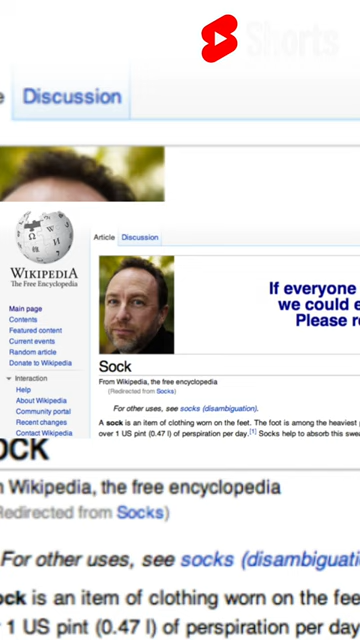 Shorts
Discussion
WIKIPEDIA
The Free Encyclopedia
Main page
Contents
Featured content
Current events
Random article
Donate to Wikipedia
Interaction
Help
About Wikipedia
Community portal
Recent changes
Contact Wikipedia
Article Discussion
If everyone
we could
Please
Sock
From Wikipedia, the free encyclopedia
(Redirected from Socks)
For other uses, see socks (disambiguation).
A sock is an item of clothing worn on the feet. The foot is among the heaviest
over 1 US pint (0.47 l) of perspiration per day.[1] Socks help to absorb this
OCK
Wikipedia, the free encyclopedia
Redirected from Socks)
For other uses, see socks (disambiguati
ock is an item of clothing worn on the fee
1 US pint (0.47 l) of perspiration per day